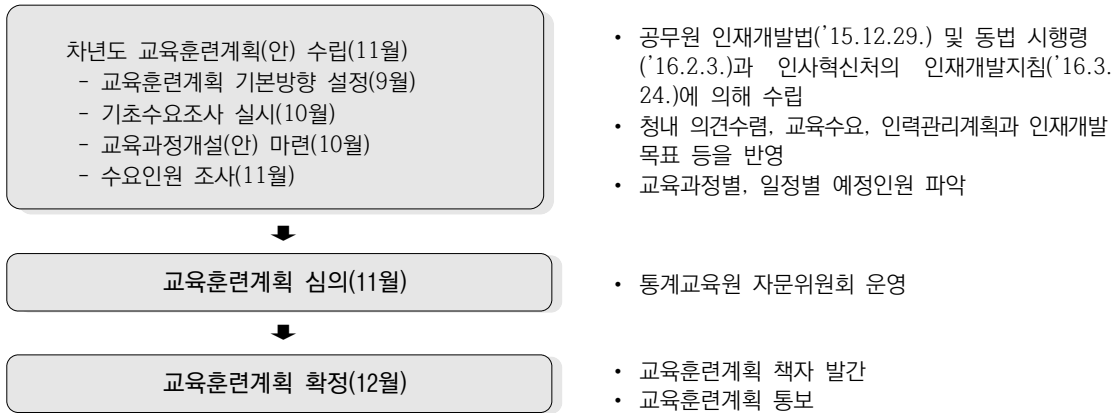 차년도 교육훈련계획(안) 수립(11월)
- 교육훈련계획 기본방향 설정(9월)
- 기초수요조사 실시(10월)
- 교육과정개설(안) 마련(10월)
- 수요인원 조사(11월)
• 공무원 인재개발법('15.12.29.) 및 동법 시행령
('16.2.3.)과 인사혁신처의 인재개발지침('16.3.
24.)에 의해 수립
• 청내 의견수렴, 교육수요, 인력관리계획과 인재개발
목표 등을 반영
• 교육과정별, 일정별 예정인원 파악
교육훈련계획 심의(11월)
• 통계교육원 자문위원회 운영
교육훈련계획 확정(12월)
• 교육훈련계획 책자 발간
• 교육훈련계획 통보